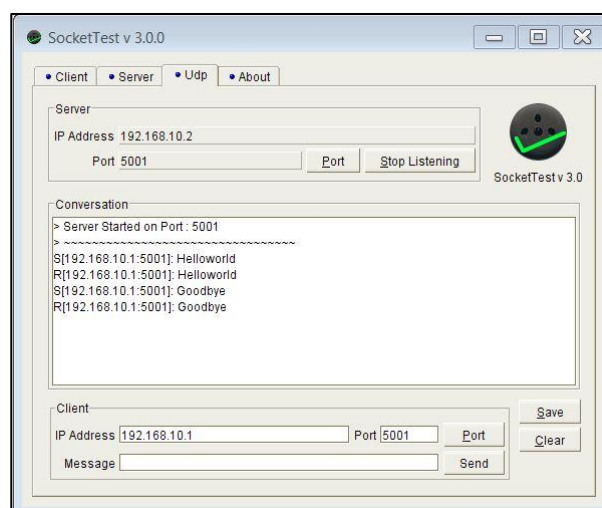 SocketTest v 3.0.0
Client Server Udp About
Server
IP Address 192.168.10.2
Port 5001 Port Stop Listening
SocketTest v 3.0
Conversation
> Server Started on Port : 5001
> ~~~~~~~~~~~~~~~~~~~~~~~~~~~~~~~~~
S[192.168.10.1:5001]: Helloworld
R[192.168.10.1:5001]: Helloworld
S[192.168.10.1:5001]: Goodbye
R[192.168.10.1:5001]: Goodbye
Client
IP Address 192.168.10.1 Port 5001 Port
Message Send
Save
Clear